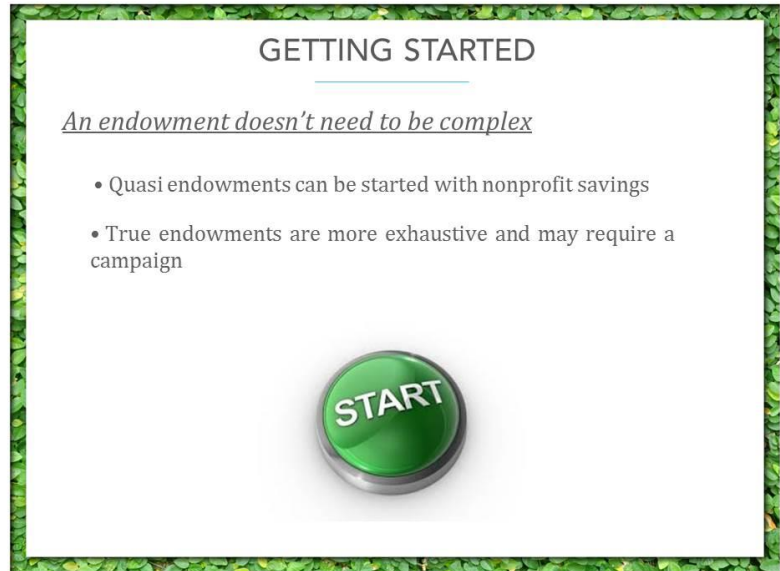 GETTING STARTED
An endowment doesn’t need to be complex
• Quasi endowments can be started with nonprofit savings
• True endowments are more exhaustive and may require a
campaign
START